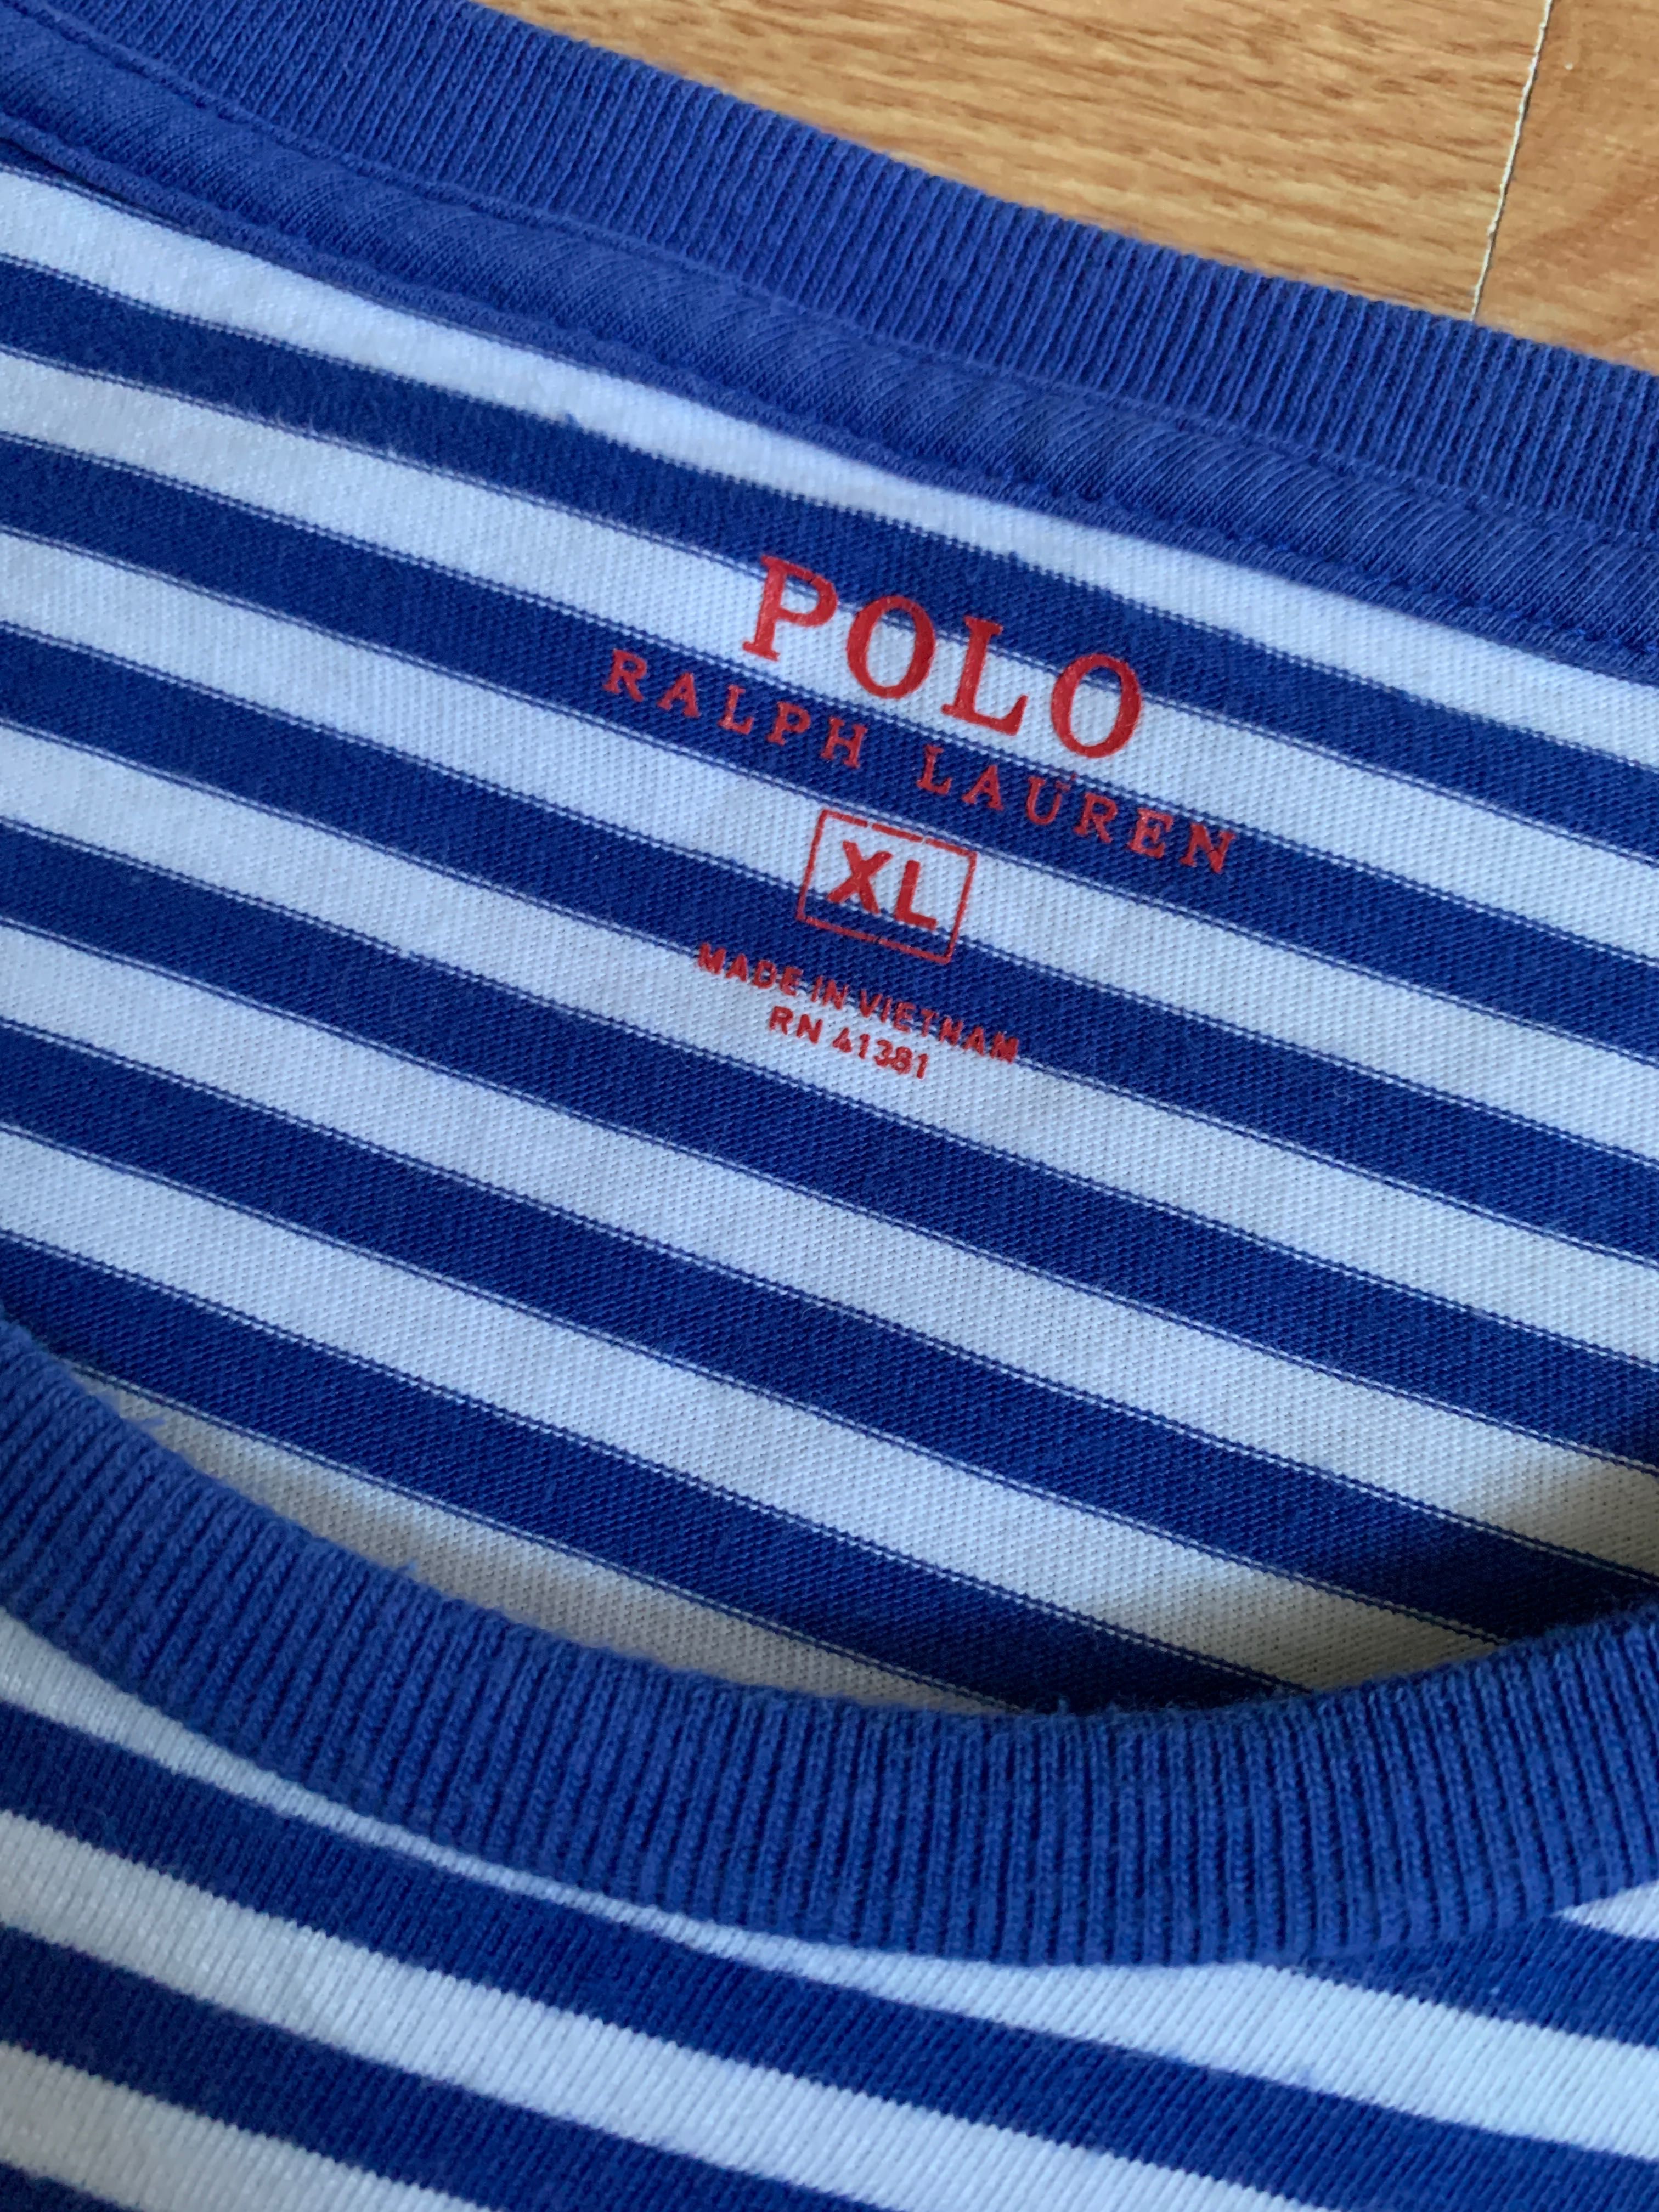 POLO
RALPH LAUREN
XL
MADE IN VIETNAM
RN 41381